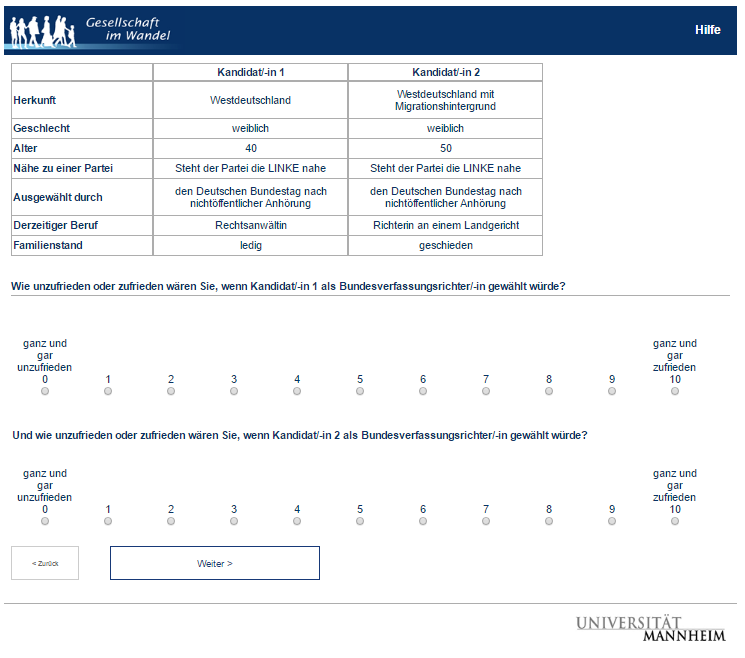 Gesellschaft
im Wandel
Hilfe
Kandidat/-in 1 Kandidat/-in 2
Herkunft Westdeutschland Westdeutschland mit
Migrationshintergrund
Geschlecht weiblich weiblich
Alter 40 50
Nähe zu einer Partei Steht der Partei die LINKE nahe Steht der Partei die LINKE nahe
Ausgewählt durch den Deutschen Bundestag nach
nichtöffentlicher Anhörung den Deutschen Bundestag nach
nichtöffentlicher Anhörung
Derzeitiger Beruf Rechtsanwältin Richterin an einem Landgericht
Familienstand ledig geschieden
Wie unzufrieden oder zufrieden wären Sie, wenn Kandidat/-in 1 als Bundesverfassungsrichter/-in gewählt würde?
ganz und ganz und
gar gar
unzufrieden zufrieden
0 1 2 3 4 5 6 7 8 9 10
Und wie unzufrieden oder zufrieden wären Sie, wenn Kandidat/-in 2 als Bundesverfassungsrichter/-in gewählt würde?
ganz und ganz und
gar gar
unzufrieden zufrieden
0 1 2 3 4 5 6 7 8 9 10
< Zurück Weiter >
UNIVERSITÄT
MANNHEIM